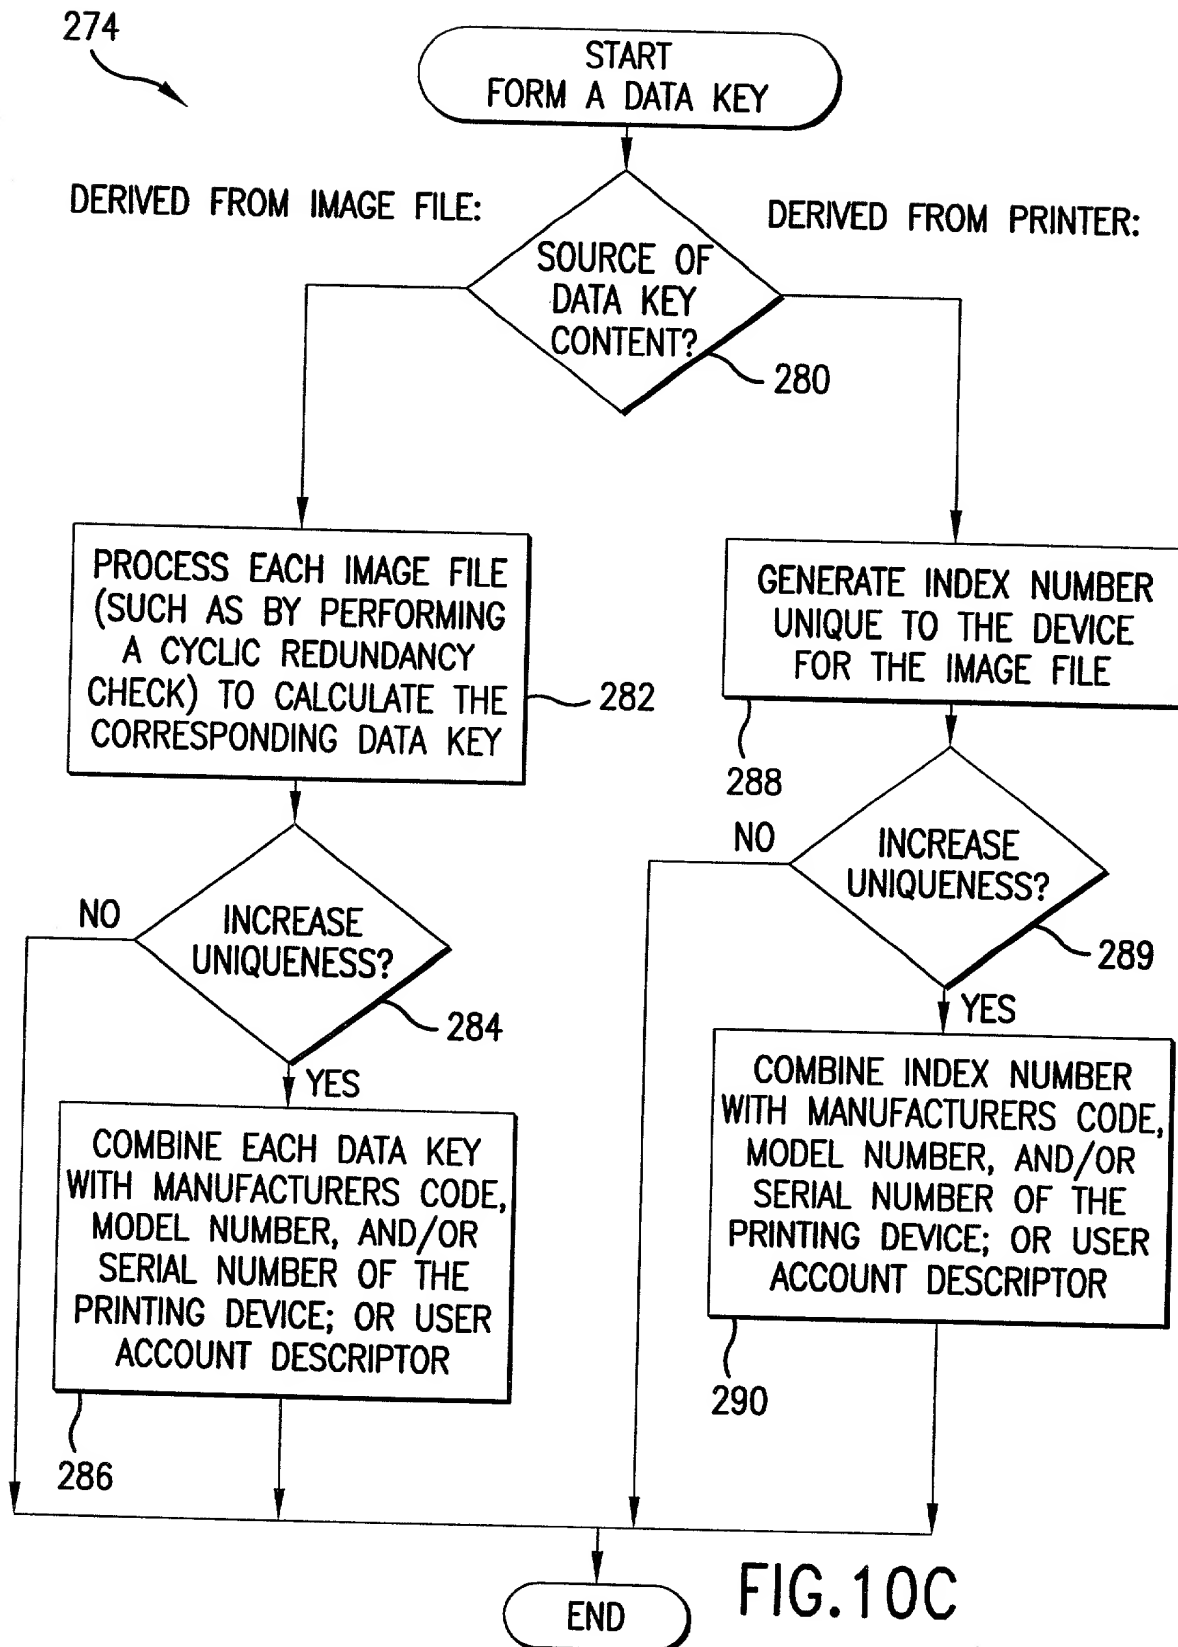 274
START
FORM A DATA KEY
DERIVED FROM IMAGE FILE:
DERIVED FROM PRINTER:
SOURCE OF
DATA KEY
CONTENT?
280
PROCESS EACH IMAGE FILE
(SUCH AS BY PERFORMING
A CYCLIC REDUNDANCY
CHECK) TO CALCULATE THE
CORRESPONDING DATA KEY
282
GENERATE INDEX NUMBER
UNIQUE TO THE DEVICE
FOR THE IMAGE FILE
288
NO
INCREASE
UNIQUENESS?
284
YES
NO
INCREASE
UNIQUENESS?
289
YES
COMBINE EACH DATA KEY
WITH MANUFACTURERS CODE,
MODEL NUMBER, AND/OR
SERIAL NUMBER OF THE
PRINTING DEVICE; OR USER
ACCOUNT DESCRIPTOR
286
COMBINE INDEX NUMBER
WITH MANUFACTURERS CODE,
MODEL NUMBER, AND/OR
SERIAL NUMBER OF THE
PRINTING DEVICE; OR USER
ACCOUNT DESCRIPTOR
290
END
FIG.10C